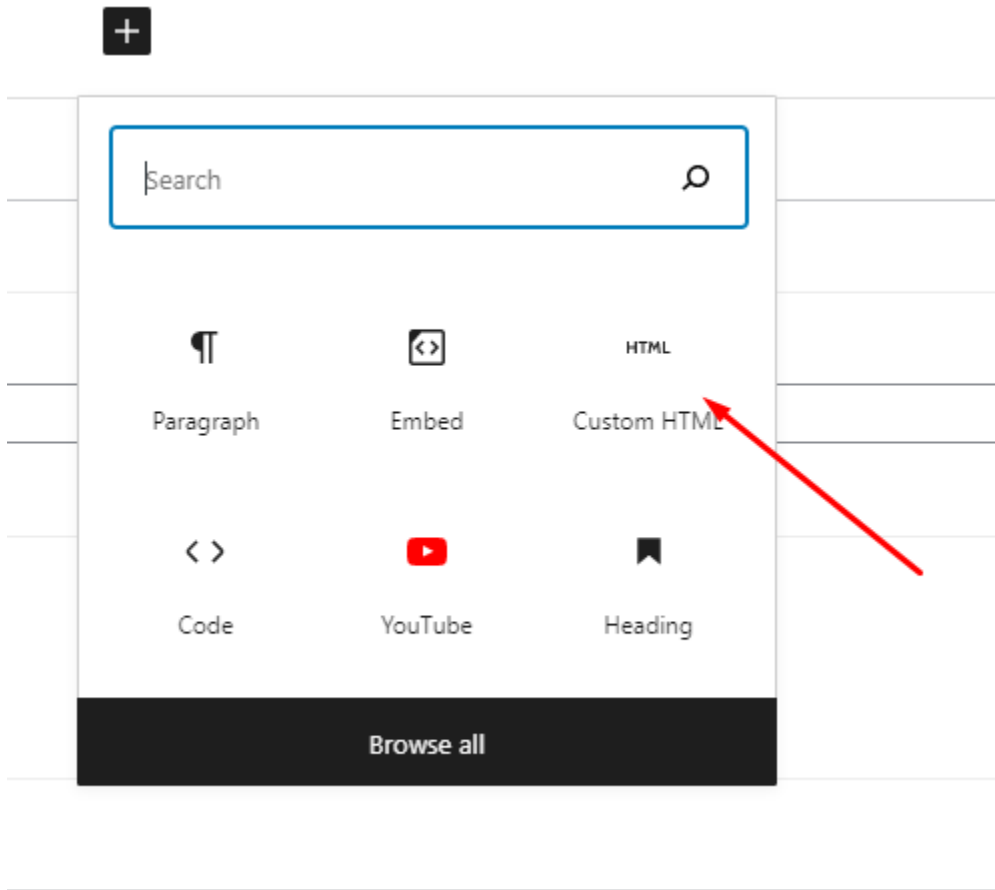 Search
HTML
Paragraph Embed Custom HTML
Code YouTube Heading
Browse all